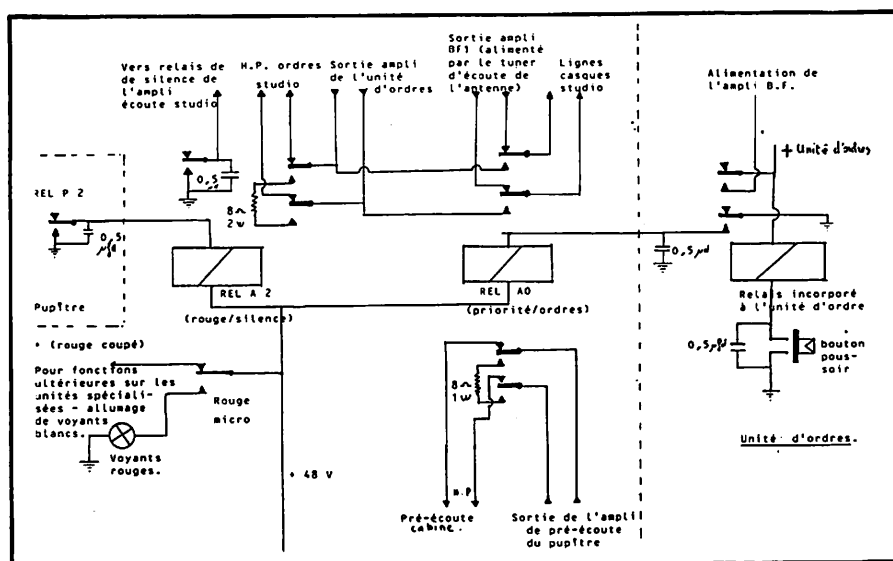 Vers relais de
de silence de
l'ampli
écoute studio
H.P. ordres
studio
Sortie ampli
de l'unité
d'ordres
Sortie ampli
BF1 (alimenté
par le tuner
d'écoute de
l'antenne)
Lignes
casques
studio
Alimentation de
l'ampli B.F.
+ Unité d'ordres
REL P 2
0,5
μfd
0,5
8
2 w
0,5 μd
REL A 2
(rouge/silence)
REL A0
(priorité/ordres)
Relais incorporé
à l'unité d'ordre
Pupître
+ (rouge coupé)
Pour fonctions
ultérieures sur les
unités spéciali-
sées - allumage
de voyants
blancs.
Rouge
micro
Voyants
rouges.
+ 48 V
8
1 w
0,5 μfd
bouton
pous-
soir
Unité d'ordres.
H.P
Pré-écoute
cabine.
Sortie de l'ampli
de pré-écoute
du pupître